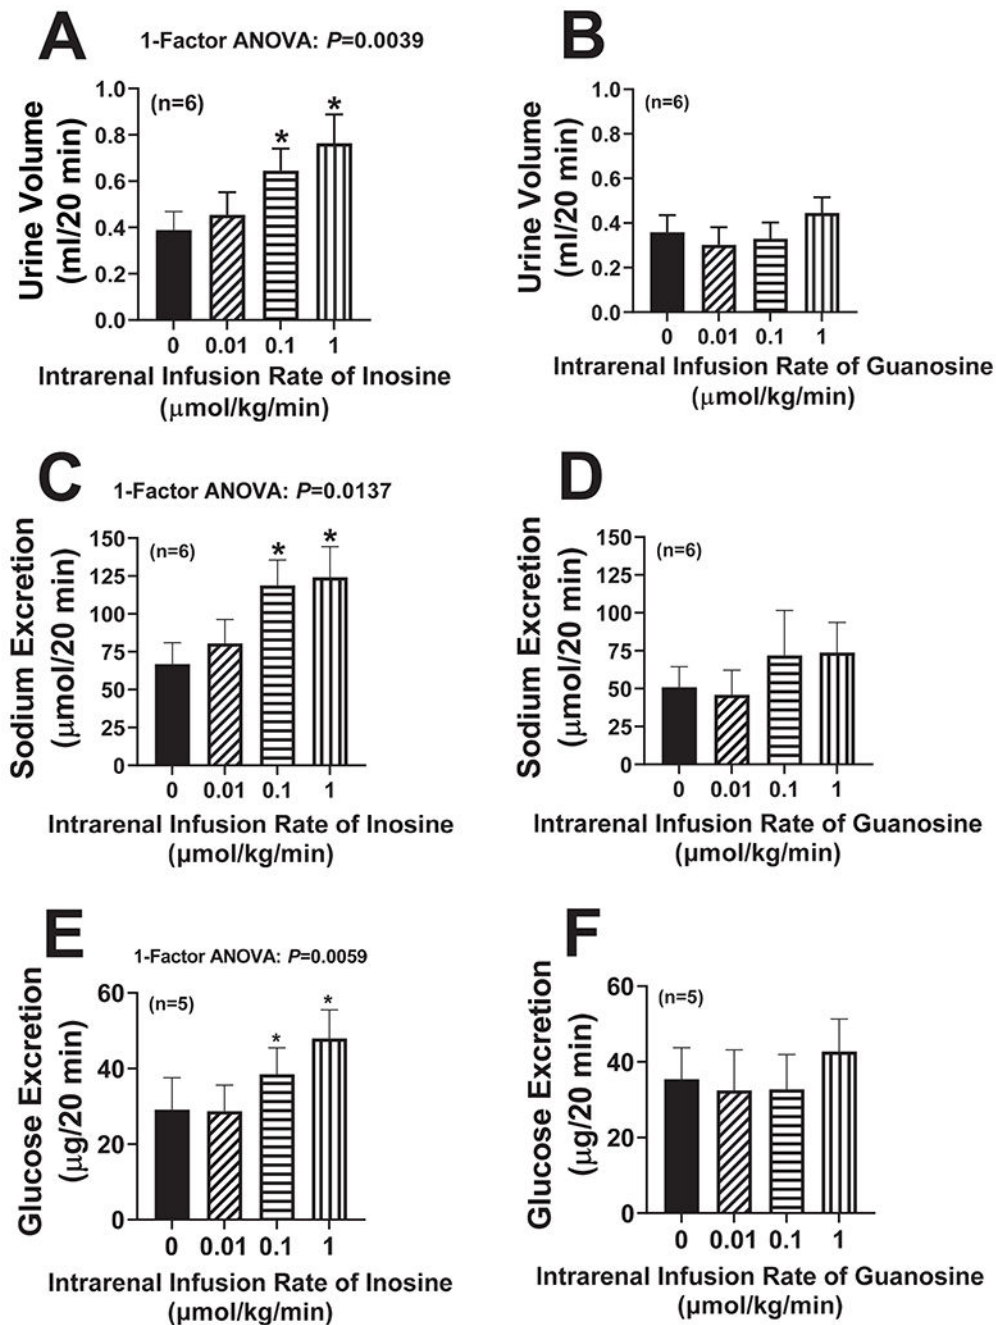 A
1-Factor ANOVA: P=0.0039
Urine Volume
(ml/20 min)
1.0
0.8
0.6
0.4
0.2
0.0
(n=6)
*
*
0 0.01 0.1 1
Intrarenal Infusion Rate of Inosine
(μmol/kg/min)
B
Urine Volume
(ml/20 min)
1.0
0.8
0.6
0.4
0.2
0.0
(n=6)
0 0.01 0.1 1
Intrarenal Infusion Rate of Guanosine
(μmol/kg/min)
C
1-Factor ANOVA: P=0.0137
Sodium Excretion
(μmol/20 min)
150
125
100
75
50
25
0
(n=6)
*
*
0 0.01 0.1 1
Intrarenal Infusion Rate of Inosine
(μmol/kg/min)
D
Sodium Excretion
(μmol/20 min)
150
125
100
75
50
25
0
(n=6)
0 0.01 0.1 1
Intrarenal Infusion Rate of Guanosine
(μmol/kg/min)
E
1-Factor ANOVA: P=0.0059
Glucose Excretion
(μg/20 min)
60
40
20
0
(n=5)
*
*
0 0.01 0.1 1
Intrarenal Infusion Rate of Inosine
(μmol/kg/min)
F
Glucose Excretion
(μg/20 min)
60
40
20
0
(n=5)
0 0.01 0.1 1
Intrarenal Infusion Rate of Guanosine
(μmol/kg/min)